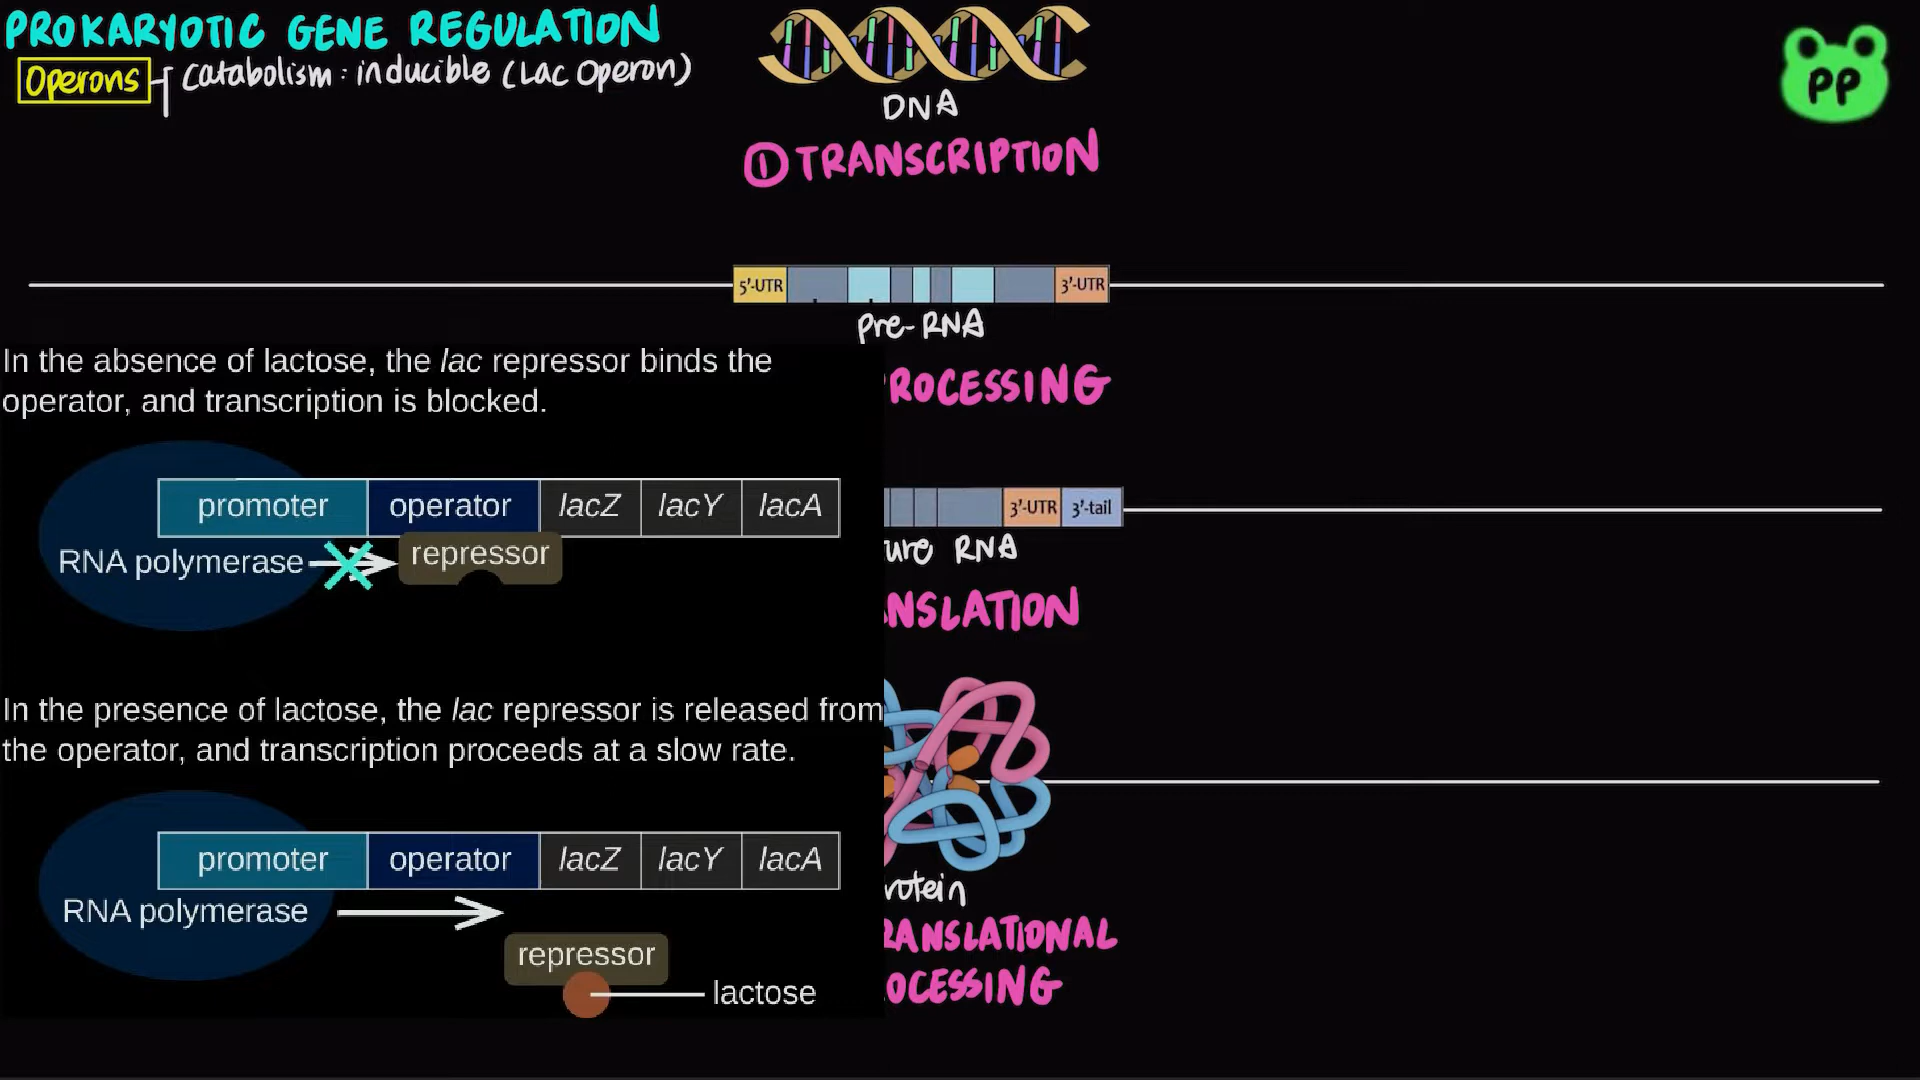 PROKARYOTIC GENE REGULATION
Operons
Catabolism: inducible (Lac Operon)
DNA
① TRANSCRIPTION
PP
5'-UTR
3'-UTR
Pre-RNA
In the absence of lactose, the lac repressor binds the
operator, and transcription is blocked.
promoter
operator
lacZ
lacY
lacA
RNA polymerase
repressor
ROCESSING
3'-UTR
3'-tail
ure RNA
NSLATION
In the presence of lactose, the lac repressor is released from
the operator, and transcription proceeds at a slow rate.
promoter
operator
lacZ
lacY
lacA
RNA polymerase
repressor
lactose
rotein
RANSLATIONAL
OCESSING